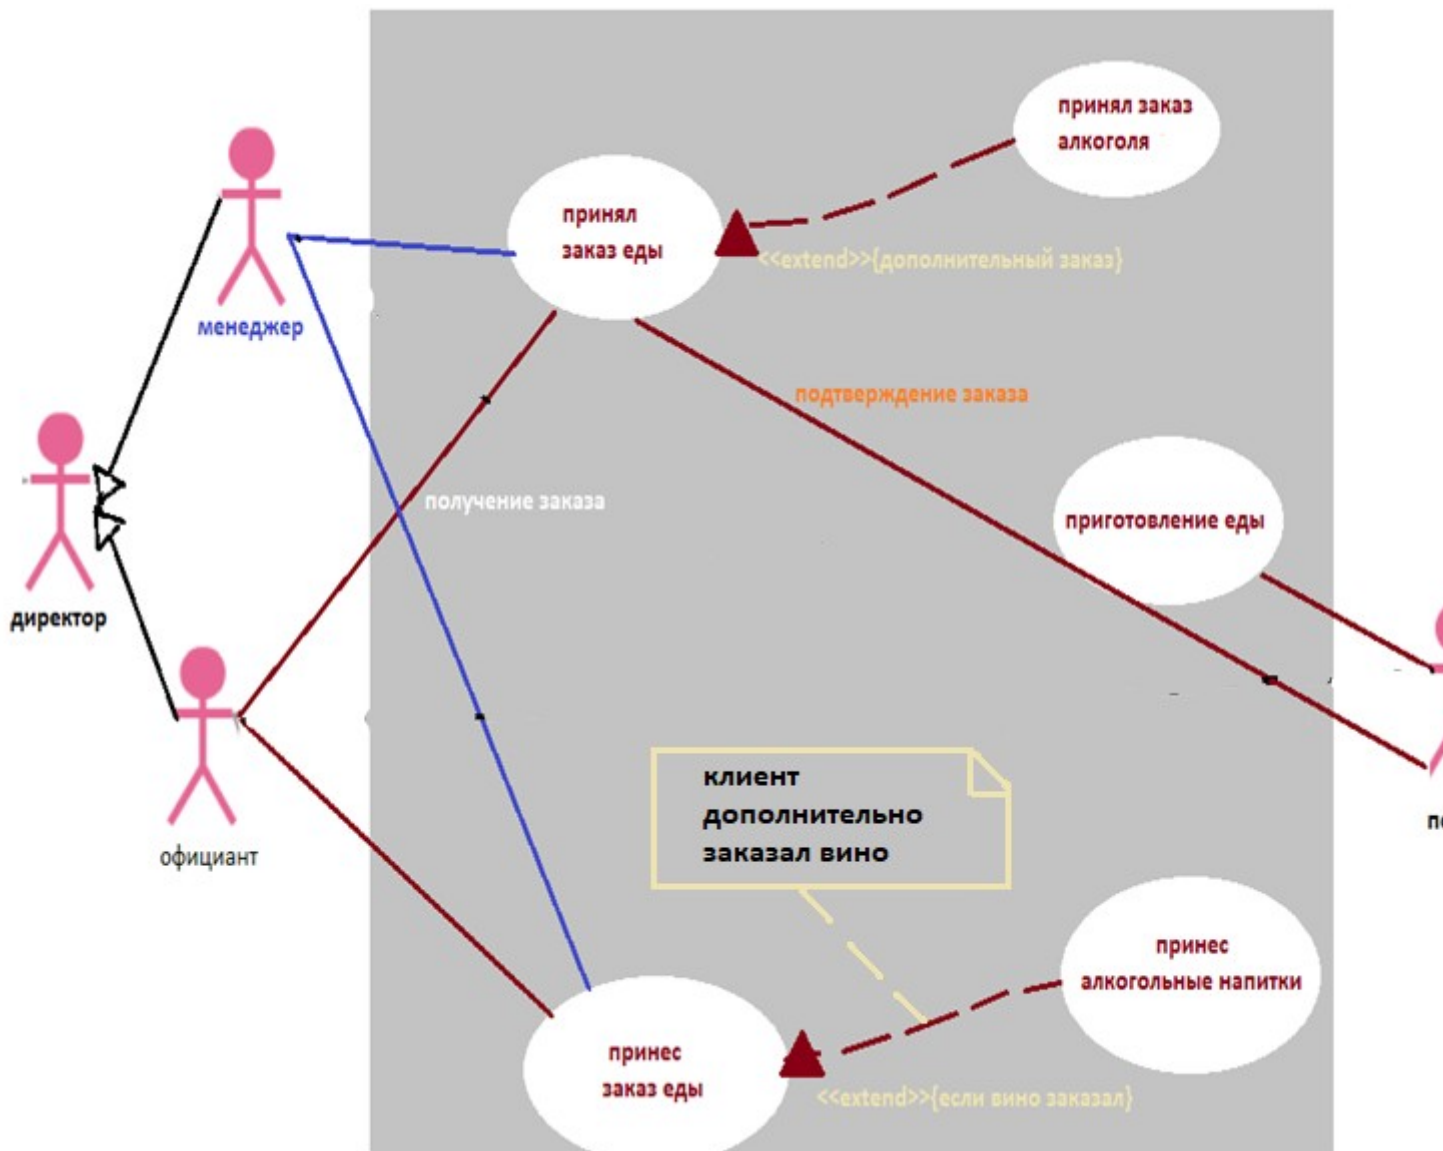 принял заказ
алкоголя
принял
заказ еды
<<extend>>{дополнительный заказ}
менеджер
подтверждение заказа
получение заказа
приготовление еды
директор
официант
клиент
дополнительно
заказал вино
принес
алкогольные напитки
принес
заказ еды
<<extend>>{если вино заказал}